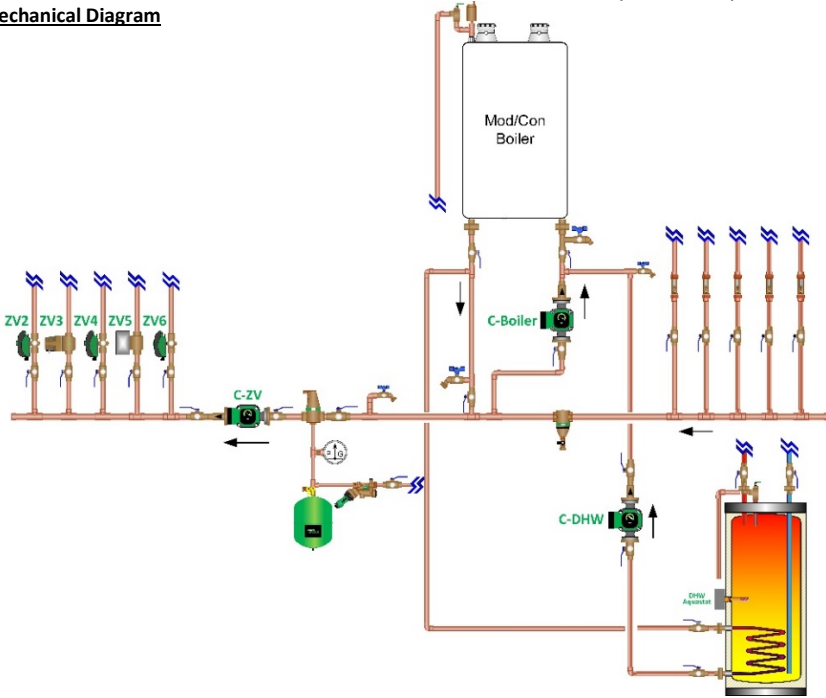 echanical Diagram
Mod/Con
Boiler
ZV2
ZV3
ZV4
ZV5
ZV6
C-ZV
C-Boiler
C-DHW
DHW
Aquastat